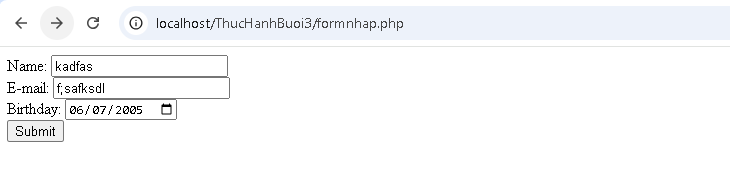 localhost/ThucHanhBuoi3/formnhap.php
Name: kadfas
E-mail: f;safksdl
Birthday: 06/07/2005
Submit